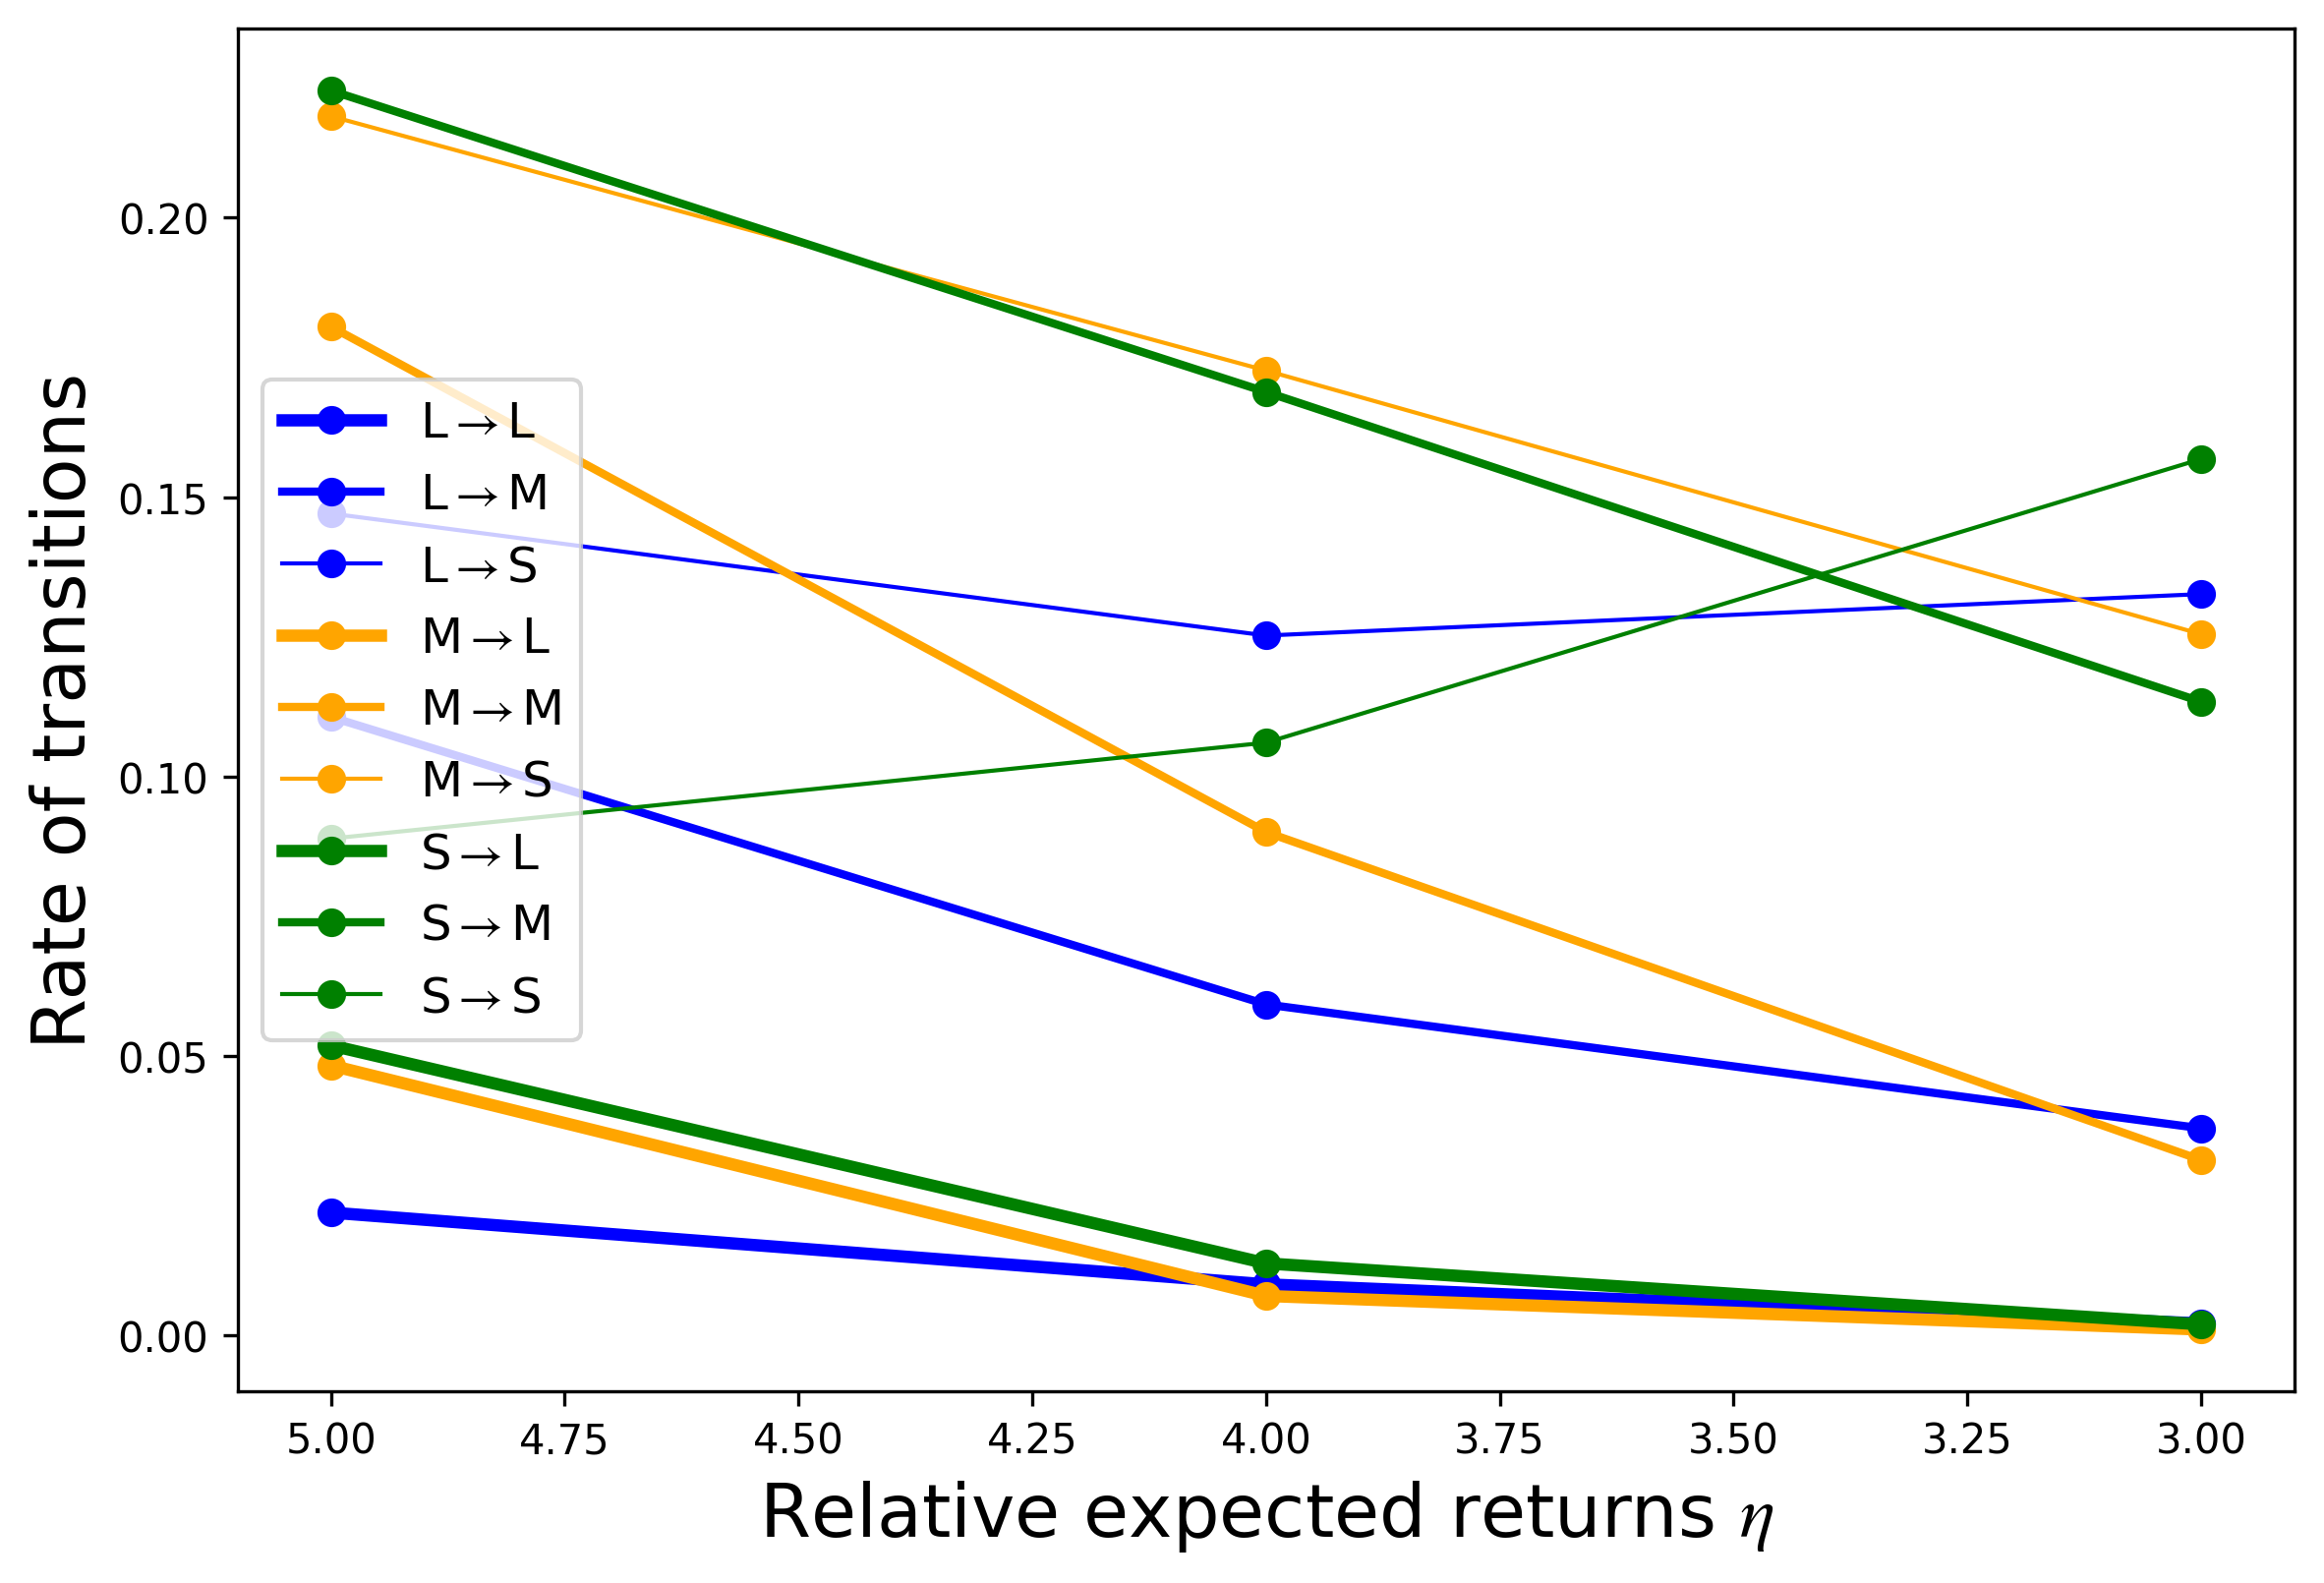 Rate of transitions
0.20
0.15
0.10
0.05
0.00
L→L
L→M
L→S
M→L
M→M
M→S
S→L
S→M
S→S
5.00 4.75 4.50 4.25 4.00 3.75 3.50 3.25 3.00
Relative expected returns η